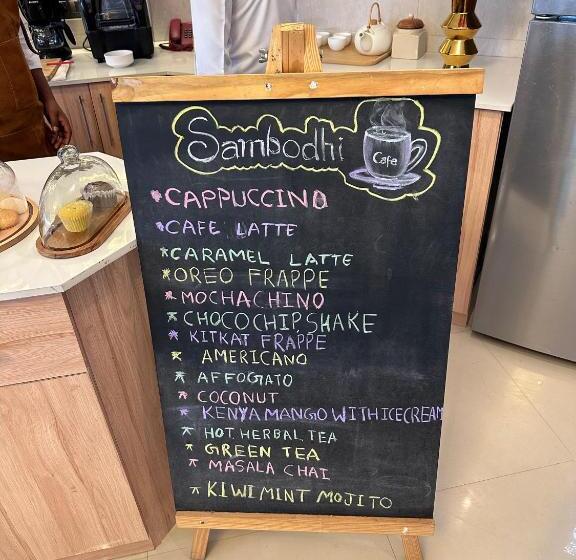 Sambodhi
Cafe
*CAPPUCCINO
*CAFE LATTE
*CARAMEL LATTE
*OREO FRAPPE
*MOCHACHINO
*CHOCOCHIP SHAKE
*KITKAT FRAPPE
* AMERICANO
* AFFOGATO
* COCONUT
* KENYA MANGO WITH ICECREAM
* HOT HERBAL TEA
* GREEN TEA
* MASALA CHAI
* KIWI MINT MOJITO